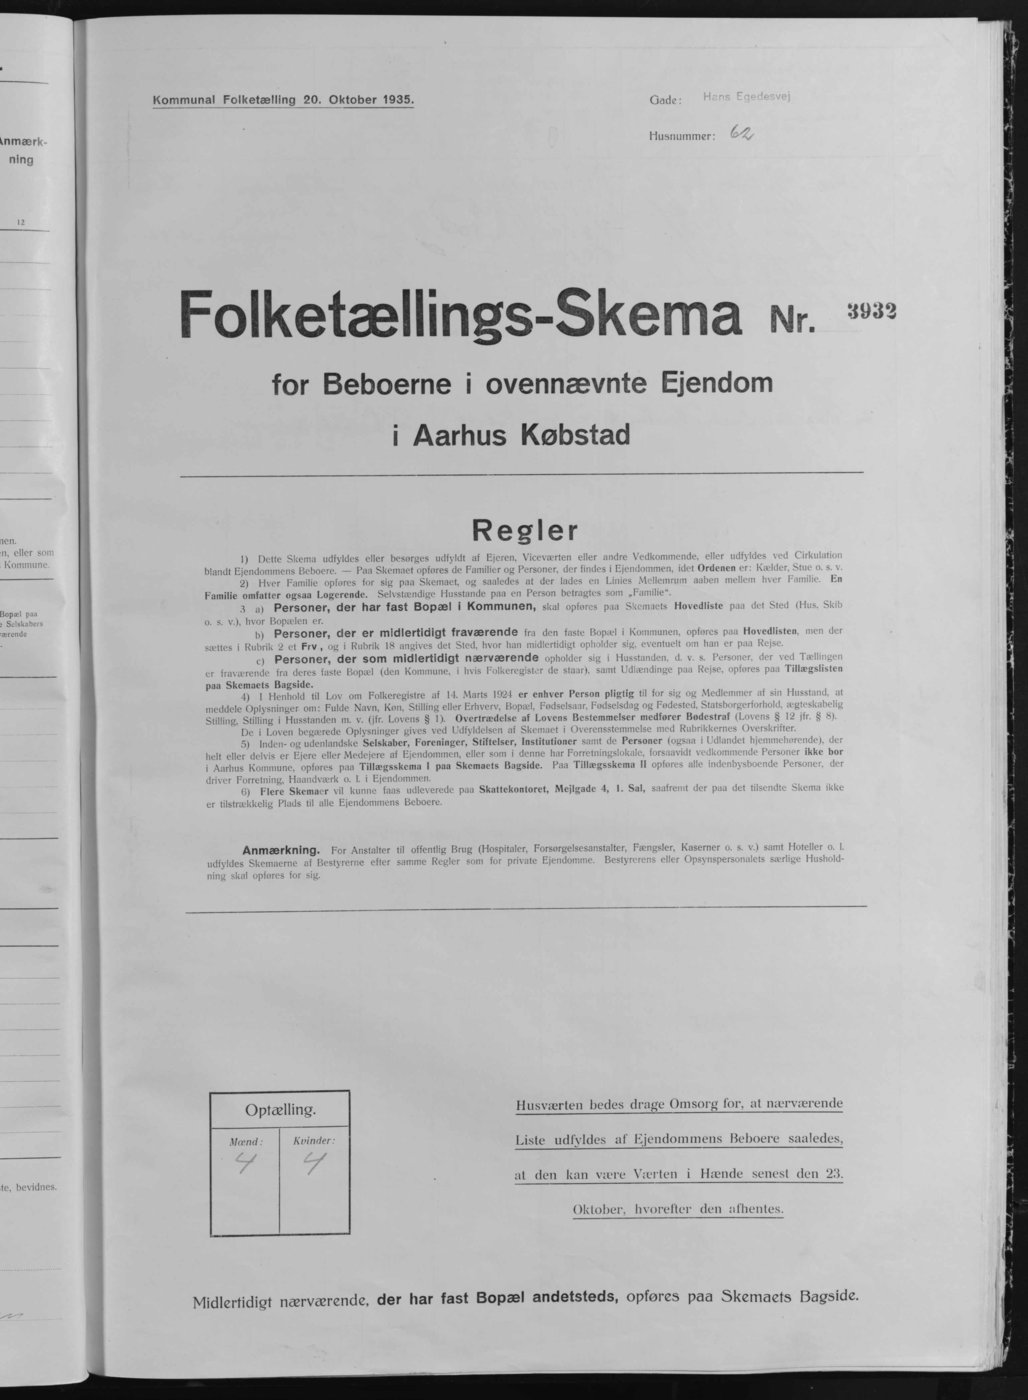 Anmærk-
ning
12
en, eller som
Kommune.
Bopæl paa
Selskabers
te, bevidnes.
Kommunal Folketælling 20. Oktober 1935.
Gade: Hans Egedesvej
Husnummer: 62
Folketællings-Skema Nr. 3932
for Beboerne i ovennævnte Ejendom
i Aarhus Købstad
Regler
1) Dette Skema udfyldes eller besørges udfyldt af Ejeren, Viceværten eller andre Vedkommende, eller udfyldes ved Cirkulation
blandt Ejendommens Beboere. — Paa Skemaet opføres de Familier og Personer, der findes i Ejendommen, idet Ordenen er: Kælder, Stue o. s. v.
2) Hver Familie opføres for sig paa Skemaet, og saaledes at der lades en Linies Mellemrum aaben mellem hver Familie. En
Familie omfatter ogsaa Logerende. Selvstændige Husstande paa en Person betragtes som „Familie“.
3 a) Personer, der har fast Bopæl i Kommunen, skal opføres paa Skemaets Hovedliste paa det Sted (Hus, Skib
o. s. v.), hvor Bopælen er.
b) Personer, der er midlertidigt fraværende fra den faste Bopæl i Kommunen, opføres paa Hovedlisten, men der
sættes i Rubrik 2 et Frv, og i Rubrik 18 angives det Sted, hvor han midlertidigt opholder sig, eventuelt om han er paa Rejse.
c) Personer, der som midlertidigt nærværende opholder sig i Husstanden, d. v. s. Personer, der ved Tællingen
er fraværende fra deres faste Bopæl (den Kommune, i hvis Folkeregister de staar), samt Udlændinge paa Rejse, opføres paa Tillægslisten
paa Skemaets Bagside.
4) I Henhold til Lov om Folkeregistre af 14. Marts 1924 er enhver Person pligtig til for sig og Medlemmer af sin Husstand, at
meddele Oplysninger om: Fulde Navn, Køn, Stilling eller Erhverv, Bopæl, Fødselsaar, Fødselsdag og Fødested, Statsborgerforhold, ægteskabelig
Stilling, Stilling i Husstanden m. v. (jfr. Lovens § 1). Overtrædelse af Lovens Bestemmelser medfører Bødestraf (Lovens § 12 jfr. § 8).
De i Loven begærede Oplysninger gives ved Udfyldelsen af Skemaet i Overensstemmelse med Rubrikkernes Overskrifter.
5) Inden- og udenlandske Selskaber, Foreninger, Stiftelser, Institutioner samt de Personer (ogsaa i Udlandet hjemmehørende), der
helt eller delvis er Ejere eller Medejere af Ejendommen, eller som i denne har Forretningslokale, forsaavidt vedkommende Personer ikke bor
i Aarhus Kommune, opføres paa Tillægsskema I paa Skemaets Bagside. Paa Tillægsskema II opføres alle indenbysboende Personer, der
driver Forretning, Haandværk o. l. i Ejendommen.
6) Flere Skemaer vil kunne faas udleverede paa Skattekontoret, Mejlgade 4, 1. Sal, saafremt der paa det tilsendte Skema ikke
er tilstrækkelig Plads til alle Ejendommens Beboere.
Anmærkning. For Anstalter til offentlig Brug (Hospitaler, Forsørgelsesanstalter, Fængsler, Kaserner o. s. v.) samt Hoteller o. l.
udfyldes Skemaerne af Bestyrerne efter samme Regler som for private Ejendomme. Bestyrerens eller Opsynspersonalets særlige Hushold-
ning skal opføres for sig.
Optælling.
Mænd: Kvinder:
4 4
Husværten bedes drage Omsorg for, at nærværende
Liste udfyldes af Ejendommens Beboere saaledes,
at den kan være Værten i Hænde senest den 23.
Oktober, hvorefter den afhentes.
Midlertidigt nærværende, der har fast Bopæl andetsteds, opføres paa Skemaets Bagside.